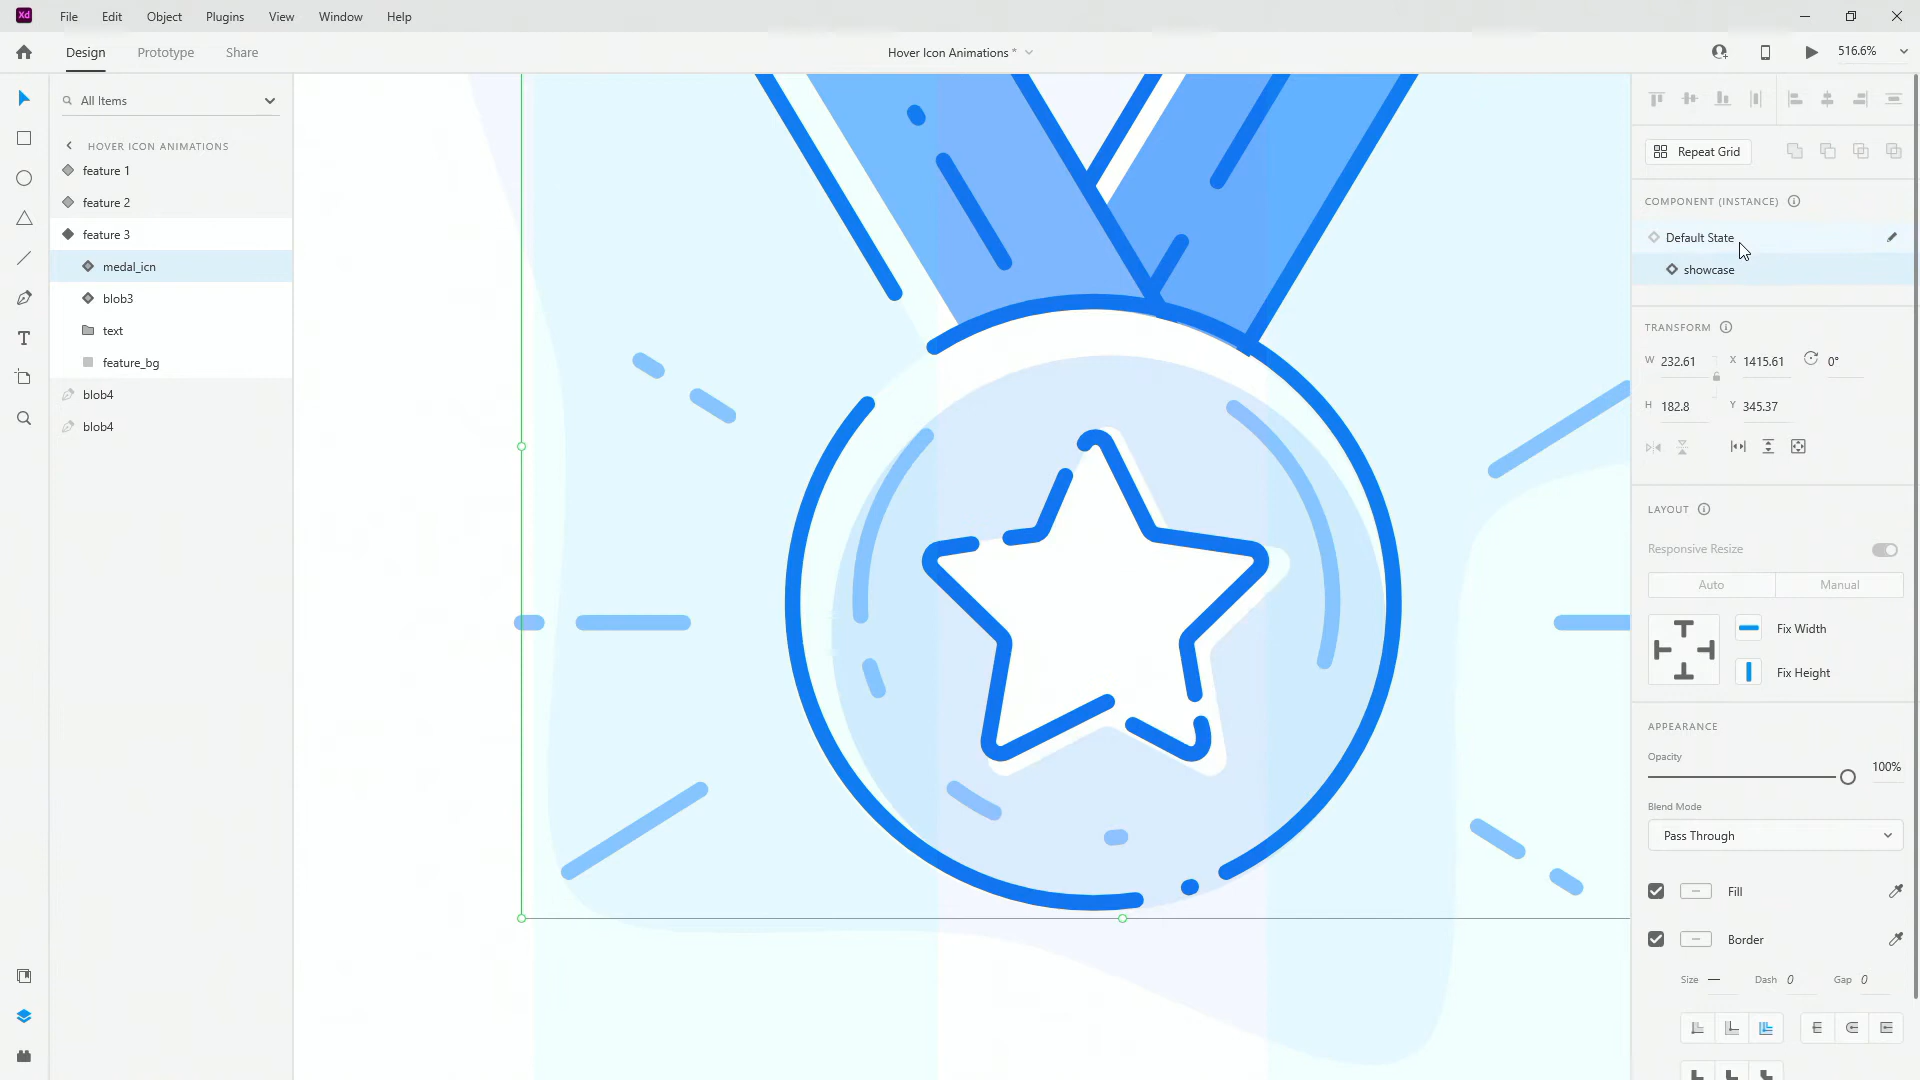 Xd
File
Edit
Object
Plugins
View
Window
Help
Design
Prototype
Share
Hover Icon Animations *
516.6%
All Items
HOVER ICON ANIMATIONS
feature 1
feature 2
feature 3
medal_icn
blob3
text
feature_bg
blob4
blob4
Repeat Grid
COMPONENT (INSTANCE)
Default State
showcase
TRANSFORM
W 232.61 X 1415.61 0°
H 182.8 Y 345.37
LAYOUT
Responsive Resize
Auto Manual
Fix Width
Fix Height
APPEARANCE
Opacity
100%
Blend Mode
Pass Through
Fill
Border
Size — Dash 0 Gap 0